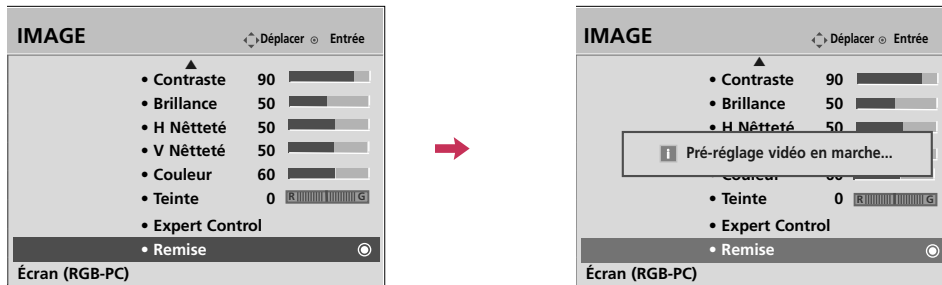 IMAGE
Déplacer Entrée
• Contraste 90
• Brillance 50
• H Nêtteté 50
• V Nêtteté 50
• Couleur 60
• Teinte 0 R G
• Expert Control
• Remise
Écran (RGB-PC)
IMAGE
Déplacer Entrée
• Contraste 90
• Brillance 50
• H Nêtteté 50
i Pré-réglage vidéo en marche...
• Couleur 60
• Teinte 0 R G
• Expert Control
• Remise
Écran (RGB-PC)